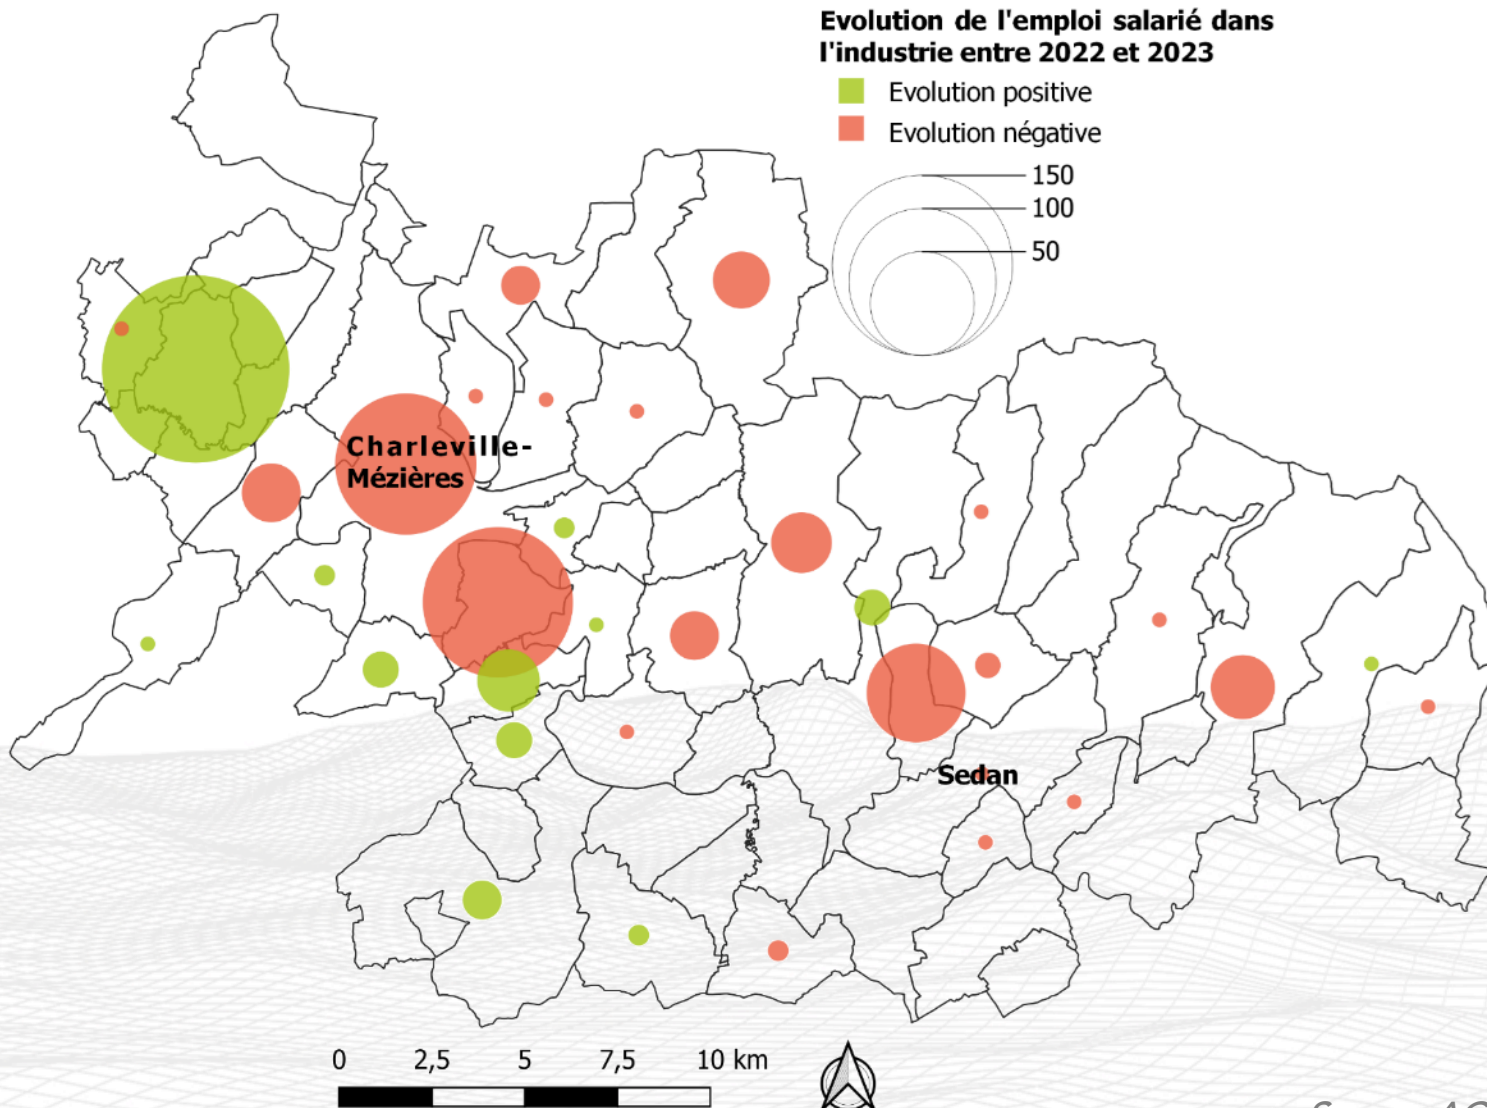 Evolution de l'emploi salarié dans
l'industrie entre 2022 et 2023
Evolution positive
Evolution négative
150
100
50
Charleville-
Mézières
Sedan
0 2,5 5 7,5 10 km